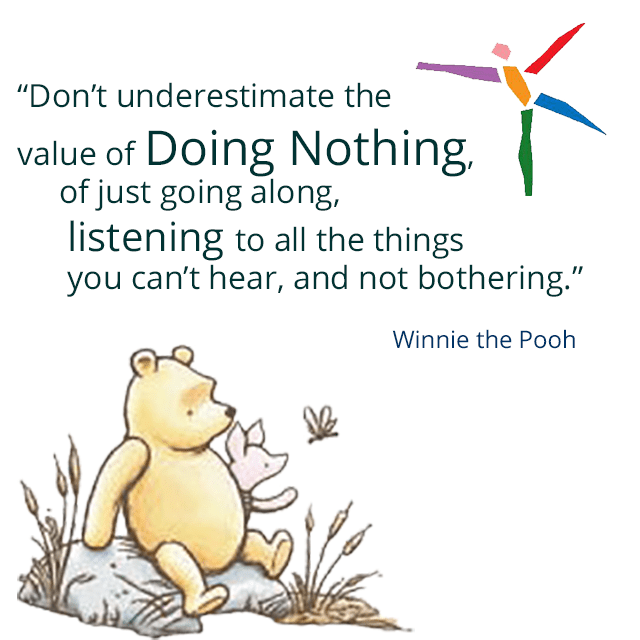 “Don’t underestimate the
value of Doing Nothing,
of just going along,
listening to all the things
you can’t hear, and not bothering.”
Winnie the Pooh